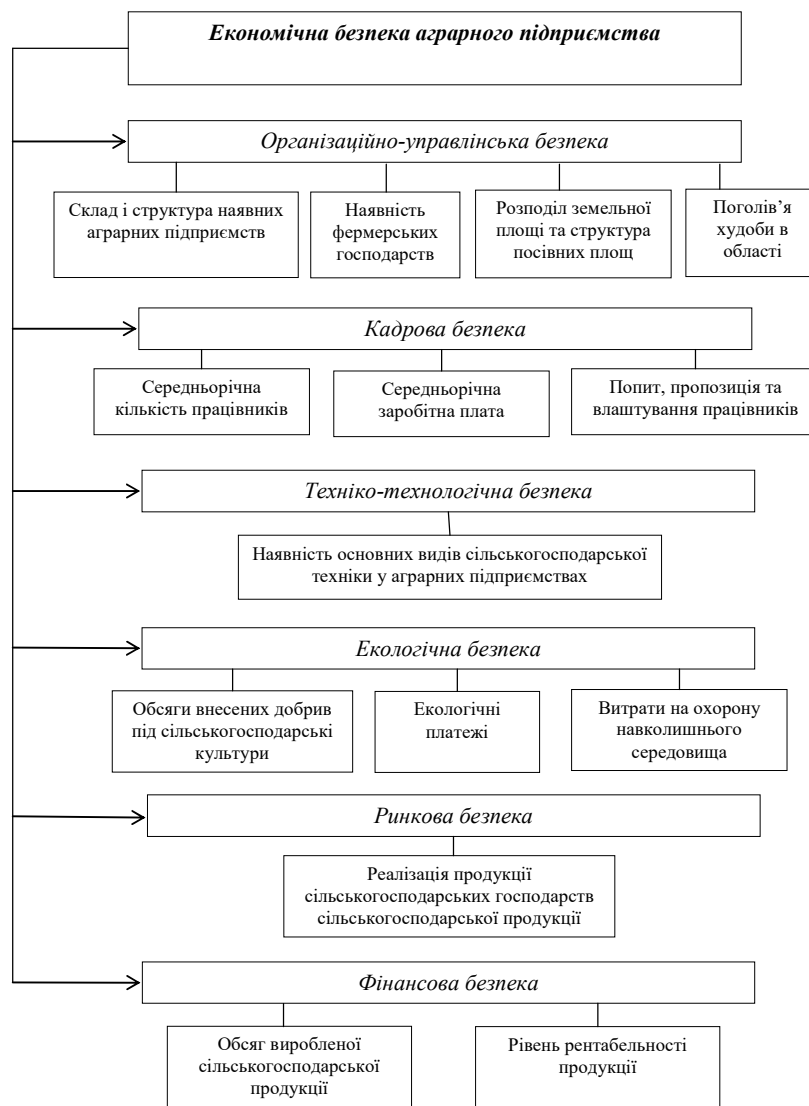 Економічна безпека аграрного підприємства
Організаційно-управлінська безпека
Склад і структура наявних
аграрних підприємств
Наявність
фермерських
господарств
Розподіл земельної
площі та структура
посівних площ
Поголів’я
худоби в
області
Кадрова безпека
Середньорічна
кількість працівників
Середньорічна
заробітна плата
Попит, пропозиція та
влаштування працівників
Техніко-технологічна безпека
Наявність основних видів сільськогосподарської
техніки у аграрних підприємствах
Екологічна безпека
Обсяги внесених добрив
під сільськогосподарські
культури
Екологічні
платежі
Витрати на охорону
навколишнього
середовища
Ринкова безпека
Реалізація продукції
сільськогосподарських господарств
сільськогосподарської продукції
Фінансова безпека
Обсяг виробленої
сільськогосподарської
продукції
Рівень рентабельності
продукції